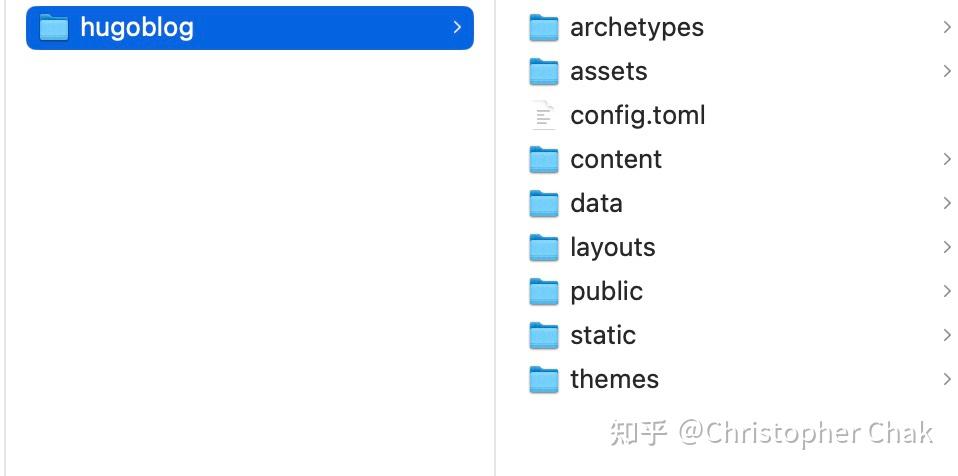 hugoblog
archetypes
assets
config.toml
content
data
layouts
public
static
themes
知乎 @Christopher Chak